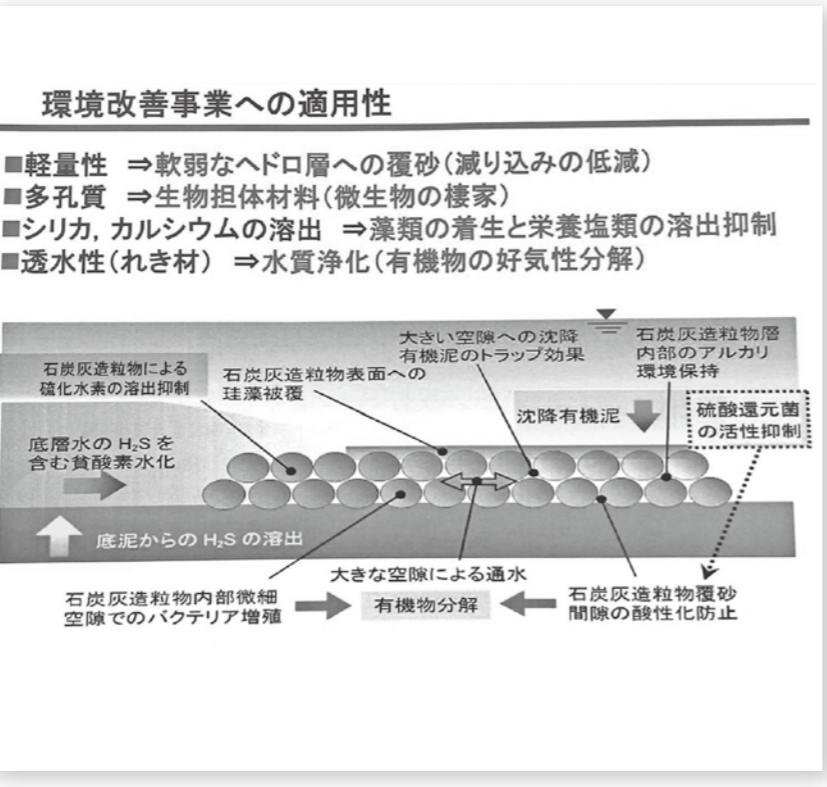 環境改善事業への適用性
■軽量性 ⇒軟弱なヘドロ層への覆砂(減り込みの低減)
■多孔質 ⇒生物担体材料(微生物の棲家)
■シリカ, カルシウムの溶出 ⇒藻類の着生と栄養塩類の溶出抑制
■透水性(れき材) ⇒水質浄化(有機物の好気性分解)
大きい空隙への沈降
有機泥のトラップ効果
石炭灰造粒物層
内部のアルカリ
環境保持
石炭灰造粒物による
硫化水素の溶出抑制
石炭灰造粒物表面への
珪藻被覆
沈降有機泥
硫酸還元菌
の活性抑制
底層水の H₂S を
含む貧酸素水化
底泥からの H₂S の溶出
大きな空隙による通水
石炭灰造粒物内部微細
空隙でのバクテリア増殖
有機物分解
石炭灰造粒物覆砂
間隙の酸性化防止